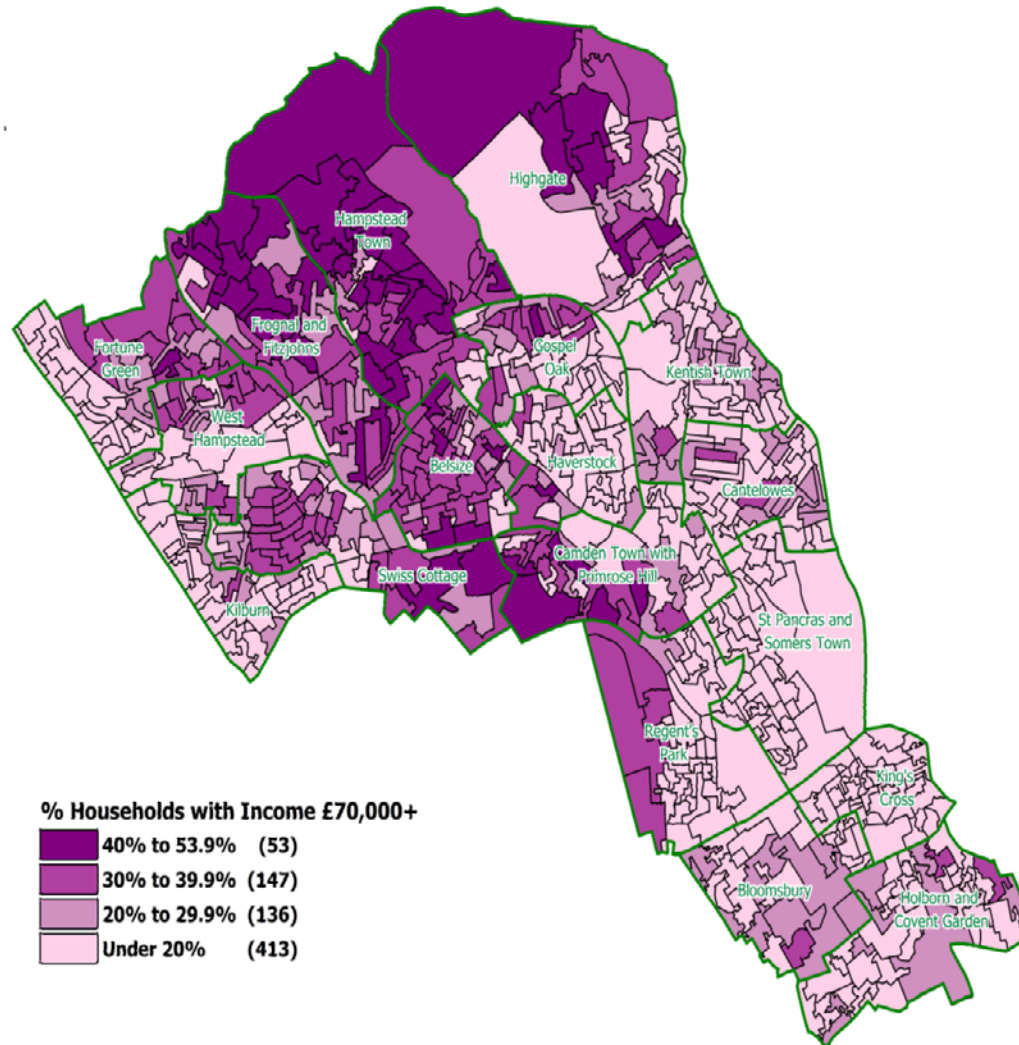 Highgate
Hampstead
Town
Fortune
Green
Frognal and
Fitzjohns
Gospel
Oak
Kentish Town
West
Hampstead
Belsize
Haverstock
Cantelowes
Swiss Cottage
Camden Town with
Primrose Hill
Kilburn
St Pancras and
Somers Town
Regent's
Park
King's
Cross
Bloomsbury
Holborn and
Covent Garden
% Households with Income £70,000+
40% to 53.9% (53)
30% to 39.9% (147)
20% to 29.9% (136)
Under 20% (413)